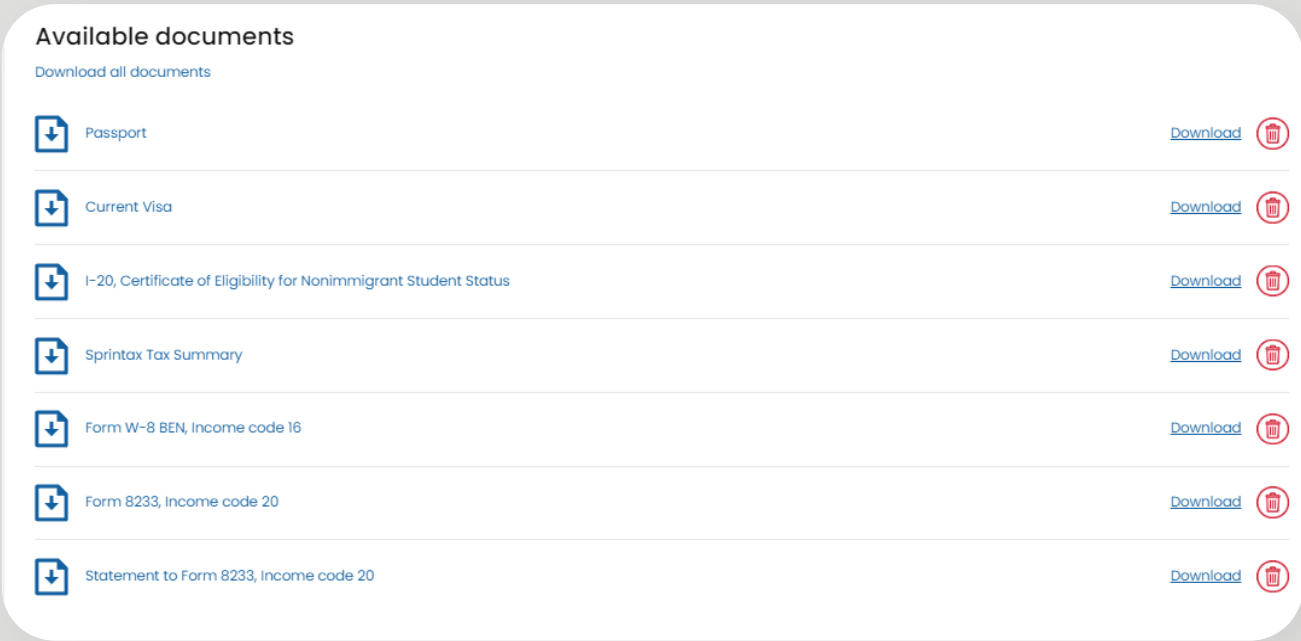 Available documents
Download all documents
Passport Download
Current Visa Download
I-20, Certificate of Eligibility for Nonimmigrant Student Status Download
Sprintax Tax Summary Download
Form W-8 BEN, Income code 16 Download
Form 8233, Income code 20 Download
Statement to Form 8233, Income code 20 Download